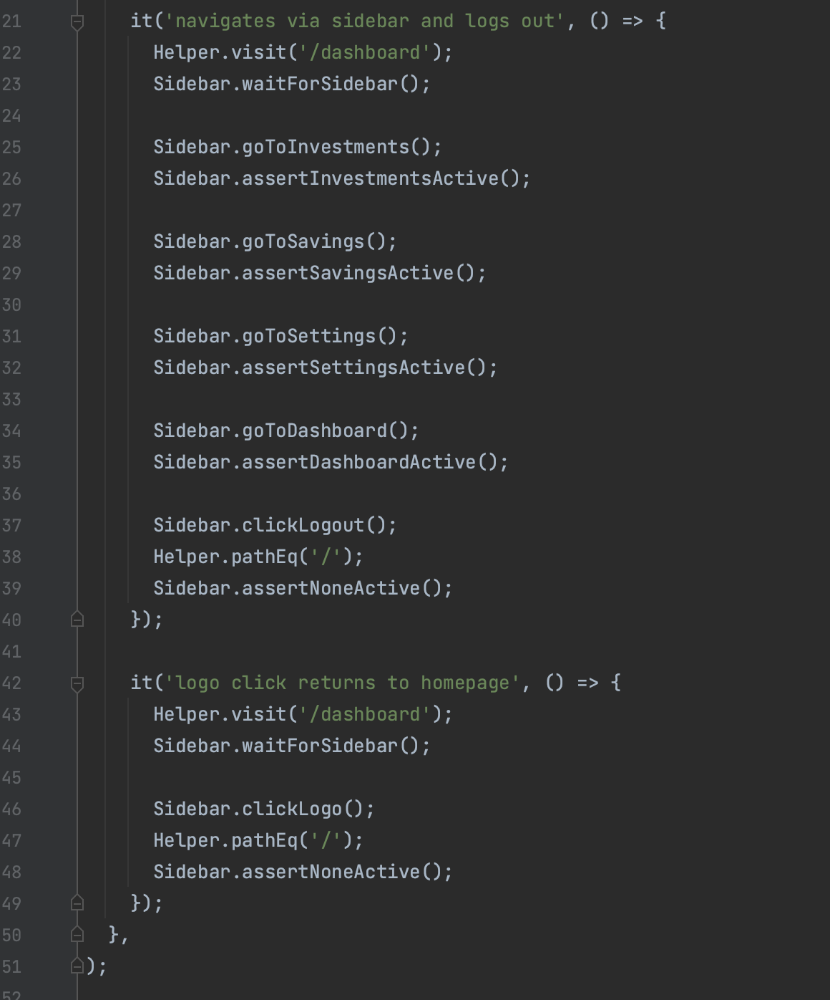 21 it('navigates via sidebar and logs out', () => {
22 Helper.visit('/dashboard');
23 Sidebar.waitForSidebar();
24
25 Sidebar.goToInvestments();
26 Sidebar.assertInvestmentsActive();
27
28 Sidebar.goToSavings();
29 Sidebar.assertSavingsActive();
30
31 Sidebar.goToSettings();
32 Sidebar.assertSettingsActive();
33
34 Sidebar.goToDashboard();
35 Sidebar.assertDashboardActive();
36
37 Sidebar.clickLogout();
38 Helper.pathEq('/');
39 Sidebar.assertNoneActive();
40 });
41
42 it('logo click returns to homepage', () => {
43 Helper.visit('/dashboard');
44 Sidebar.waitForSidebar();
45
46 Sidebar.clickLogo();
47 Helper.pathEq('/');
48 Sidebar.assertNoneActive();
49 });
50 },
51 );
52